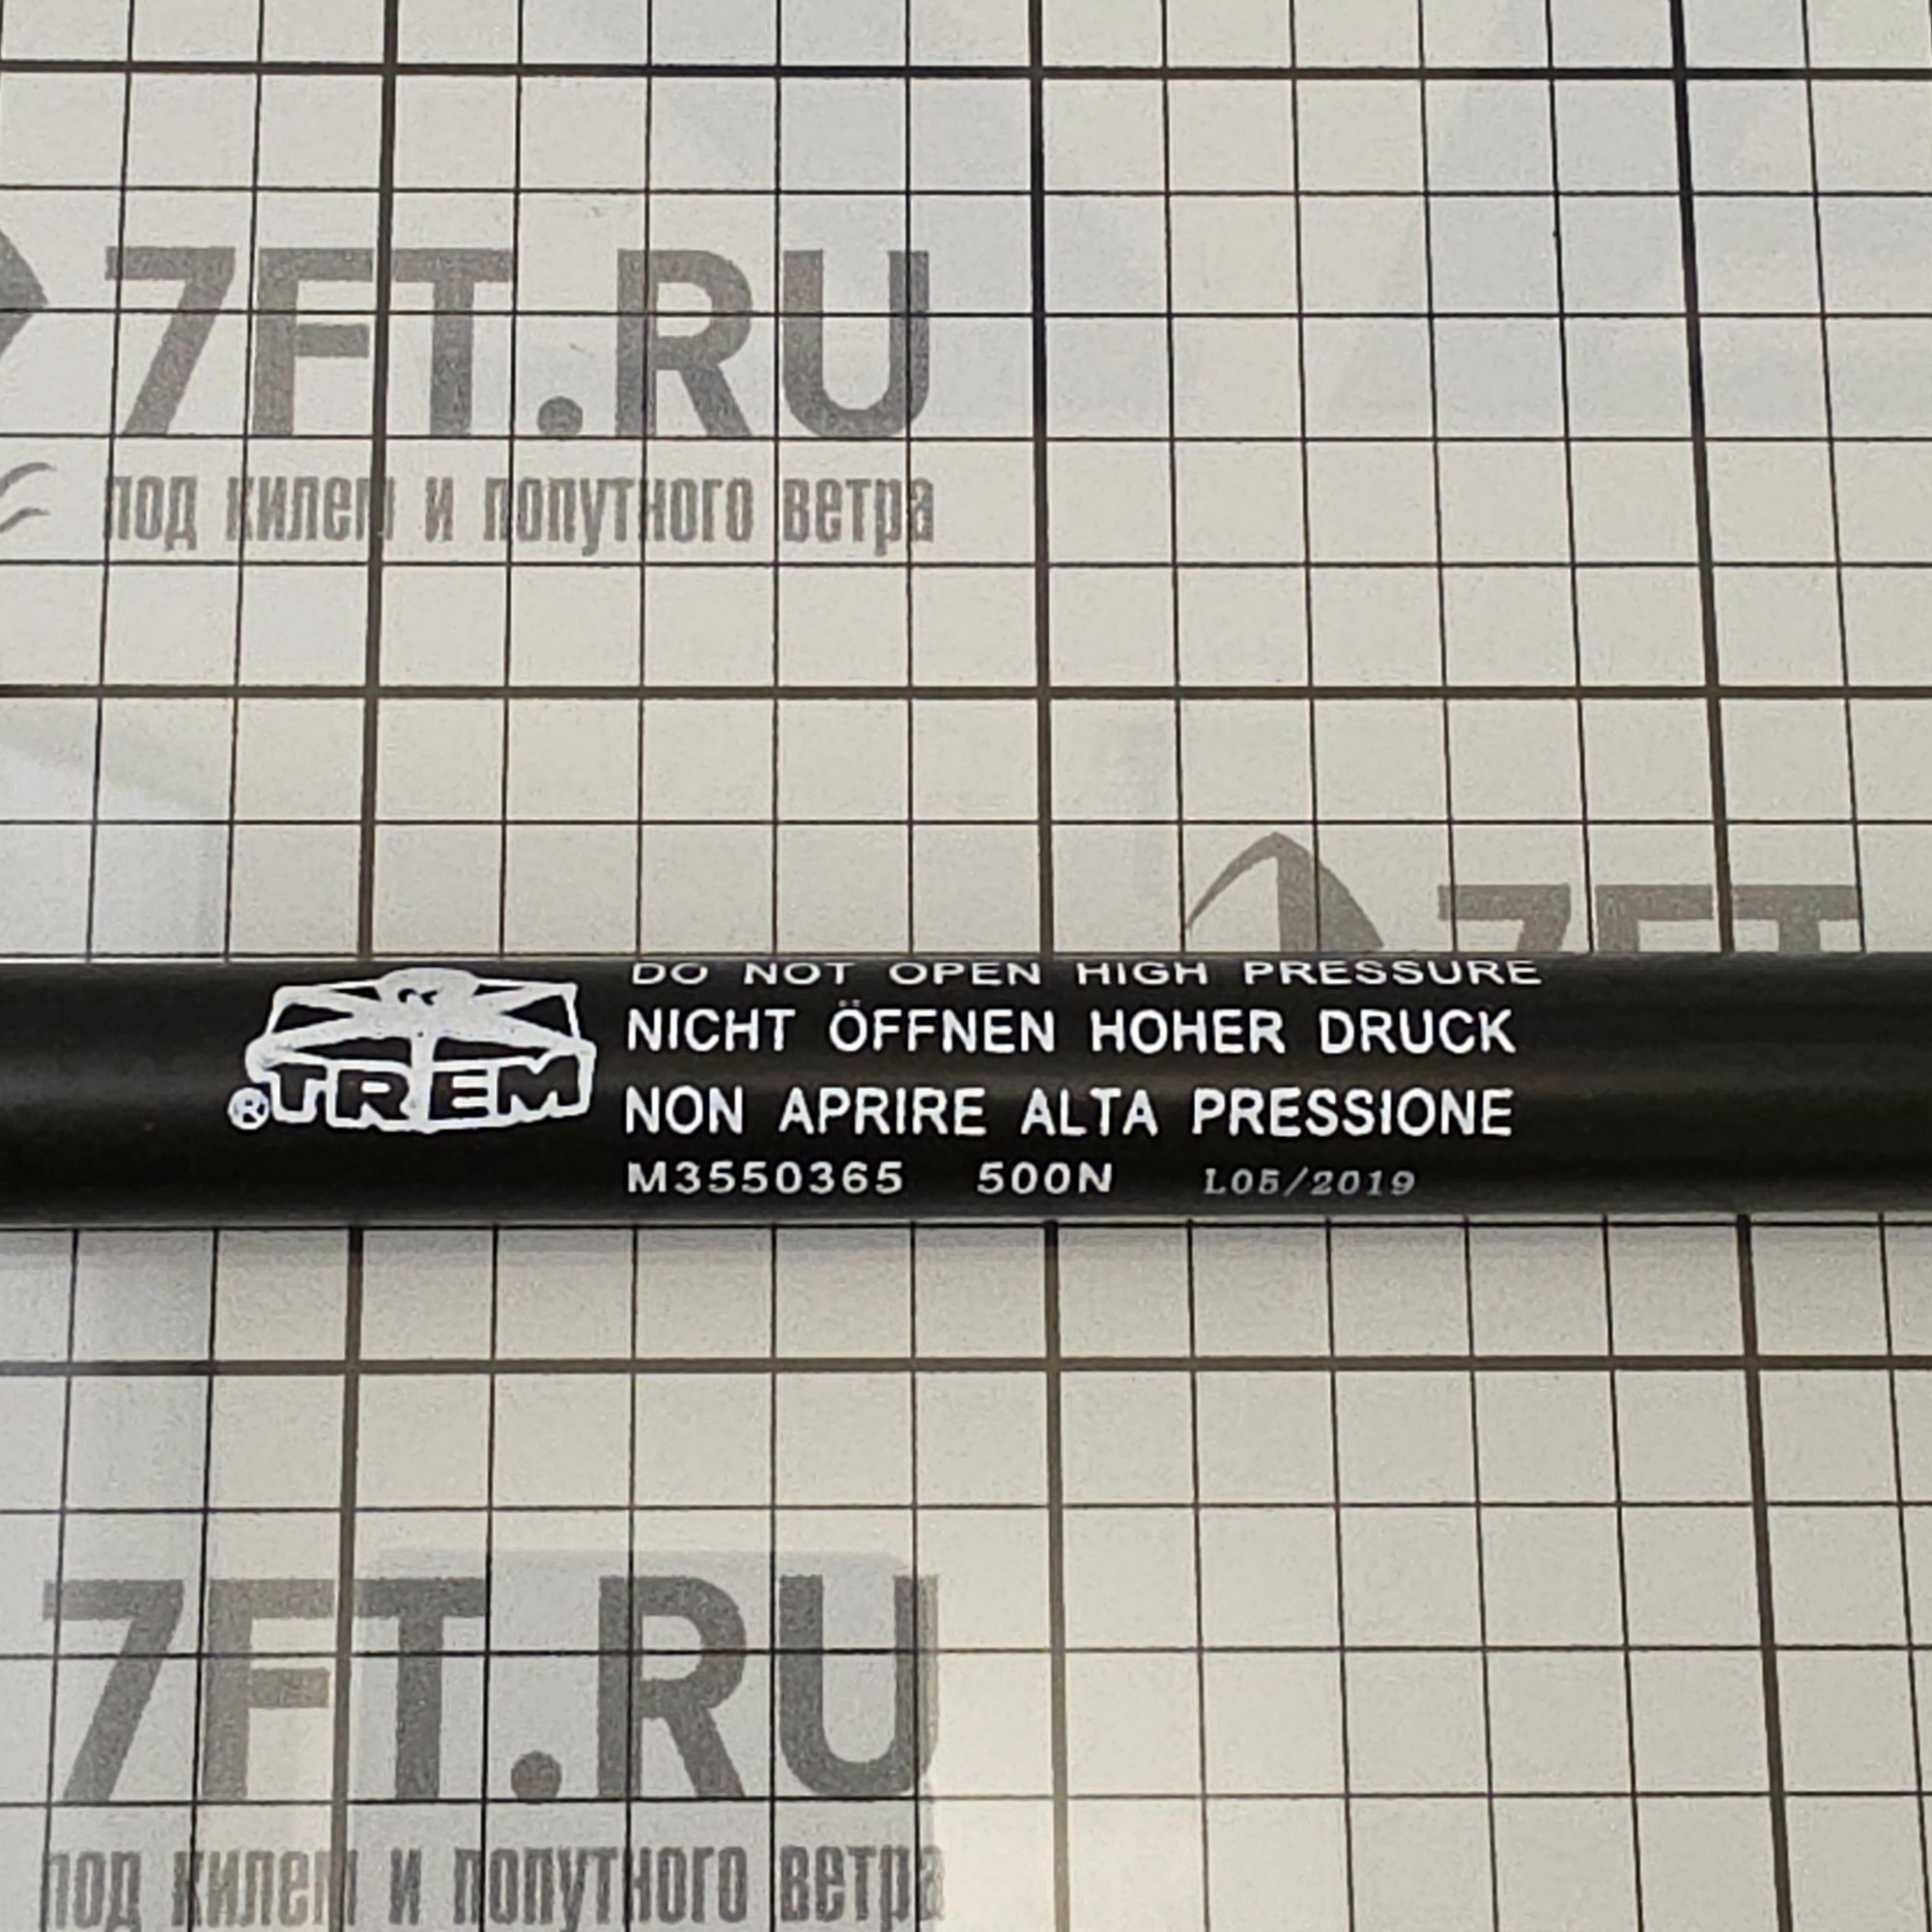 7FT.RU
под килем и попутного ветра
7FT
DO NOT OPEN HIGH PRESSURE
® TREM
NICHT ÖFFNEN HOHER DRUCK
NON APRIRE ALTA PRESSIONE
M3550365 500N L05/2019
7FT.RU
под килем и попутного ветра